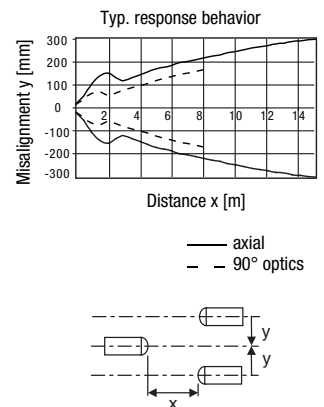 Typ. response behavior
Misalignment y [mm]
300
200
100
0
-100
-200
-300
2 4 6 8 10 12 14
Distance x [m]
axial
90° optics
y
y
x